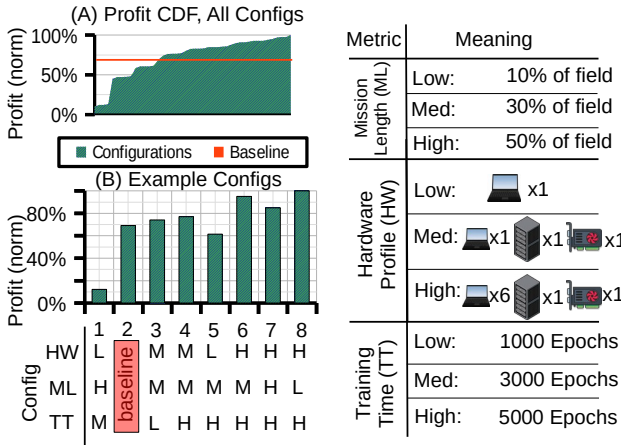 (A) Profit CDF, All Configs
Profit (norm)
100%
50%
0%
Configurations Baseline
(B) Example Configs
Profit (norm)
80%
40%
0%
1 2 3 4 5 6 7 8
Config
HW L M M L H H H
baseline
ML H M M M M H L
TT M L H H H H H
Metric Meaning
Mission
Length (ML)
Low: 10% of field
Med: 30% of field
High: 50% of field
Hardware
Profile (HW)
Low: x1
Med: x1 x1 x1
High: x6 x1 x1
Training
Time (TT)
Low: 1000 Epochs
Med: 3000 Epochs
High: 5000 Epochs